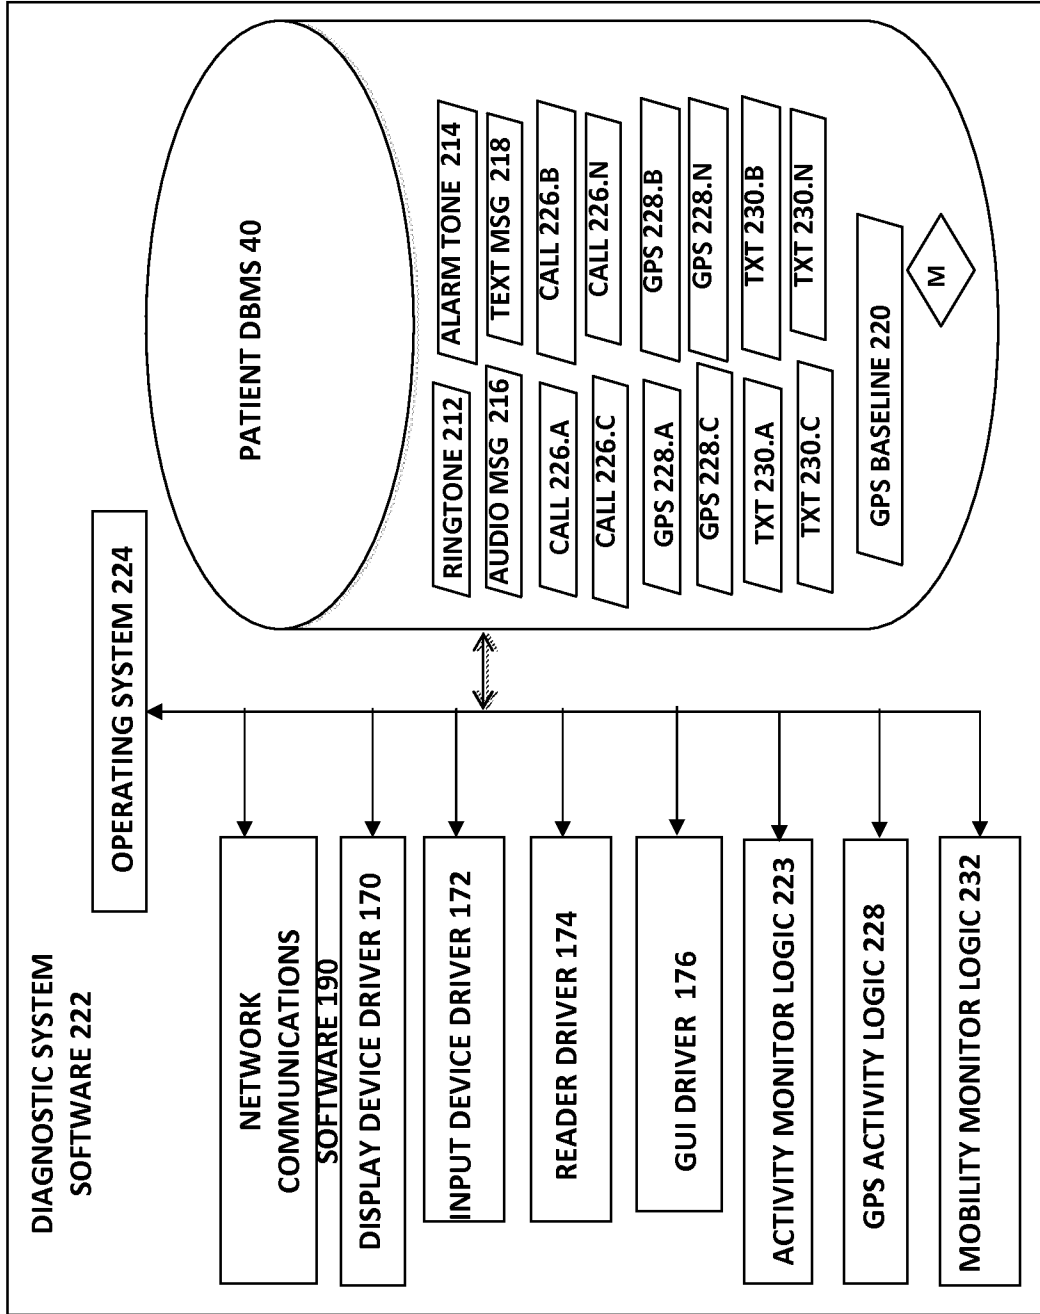 DIAGNOSTIC SYSTEM
SOFTWARE 222
OPERATING SYSTEM 224
NETWORK
COMMUNICATIONS
SOFTWARE 190
DISPLAY DEVICE DRIVER 170
INPUT DEVICE DRIVER 172
READER DRIVER 174
GUI DRIVER 176
ACTIVITY MONITOR LOGIC 223
GPS ACTIVITY LOGIC 228
MOBILITY MONITOR LOGIC 232
PATIENT DBMS 40
RINGTONE 212
ALARM TONE 214
AUDIO MSG 216
TEXT MSG 218
CALL 226.A
CALL 226.B
CALL 226.C
CALL 226.N
GPS 228.A
GPS 228.B
GPS 228.C
GPS 228.N
TXT 230.A
TXT 230.B
TXT 230.C
TXT 230.N
GPS BASELINE 220
M